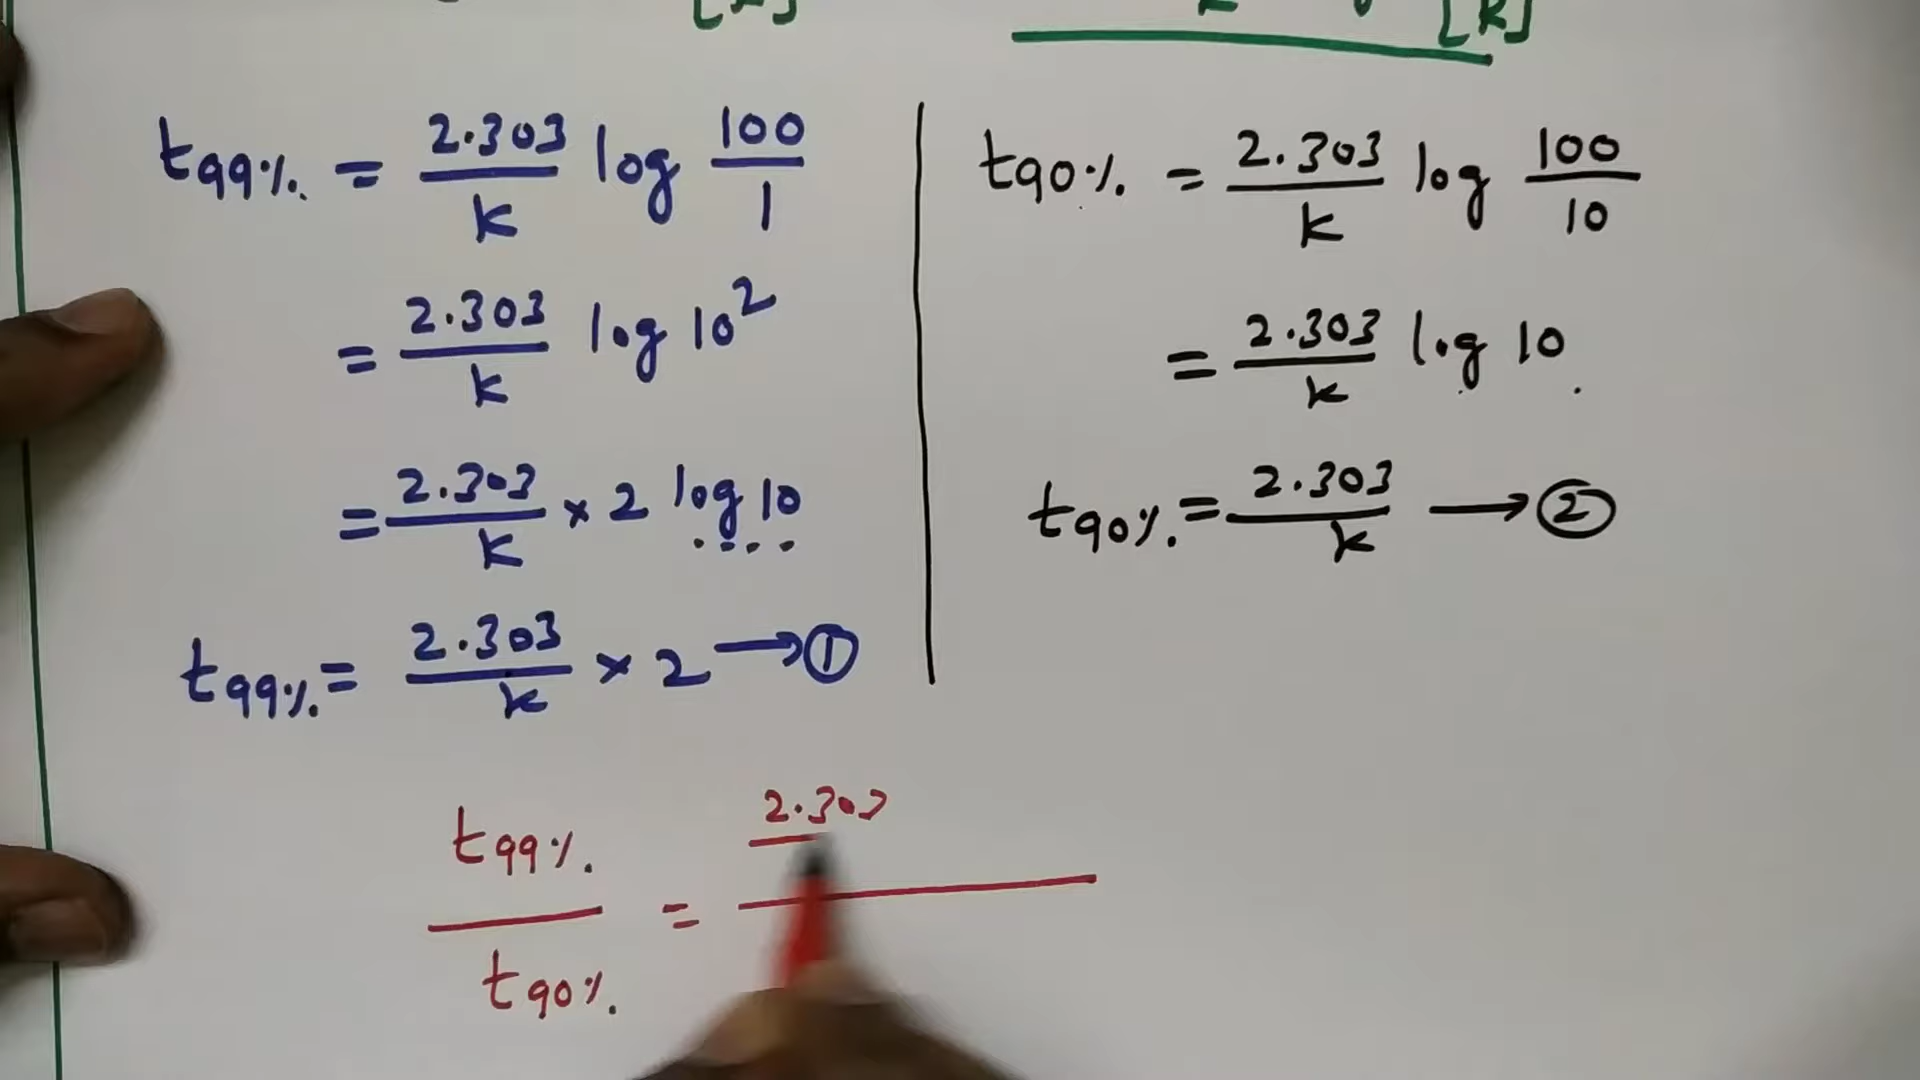 [R]
k
[R]
t99% = 2.303/k log 100/1
= 2.303/k log 10²
= 2.303/k × 2 log 10
t99% = 2.303/k × 2 → ①
t90% = 2.303/k log 100/10
= 2.303/k log 10
t90% = 2.303/k → ②
t99%/t90% = 2.303